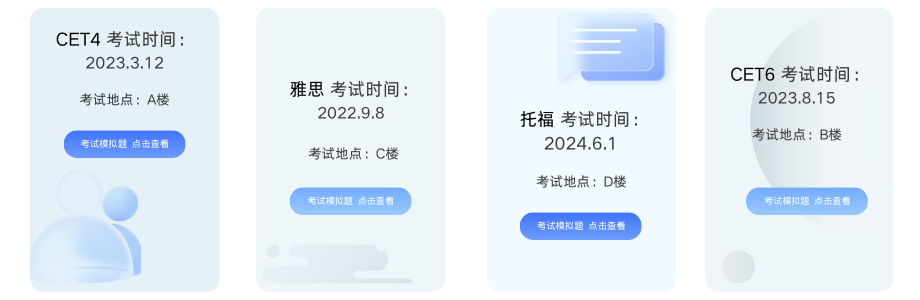 CET4 考试时间：
2023.3.12
考试地点：A楼
考试模拟题 点击查看
雅思 考试时间：
2022.9.8
考试地点：C楼
考试模拟题 点击查看
托福 考试时间：
2024.6.1
考试地点：D楼
考试模拟题 点击查看
CET6 考试时间：
2023.8.15
考试地点：B楼
考试模拟题 点击查看